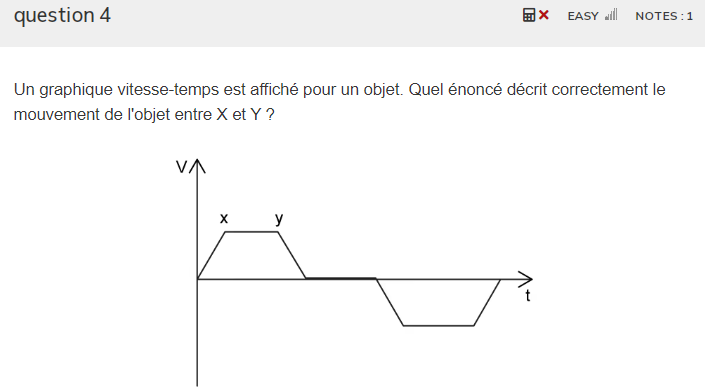 question 4
EASY
NOTES : 1
Un graphique vitesse-temps est affiché pour un objet. Quel énoncé décrit correctement le
mouvement de l'objet entre X et Y ?
V
x
y
t